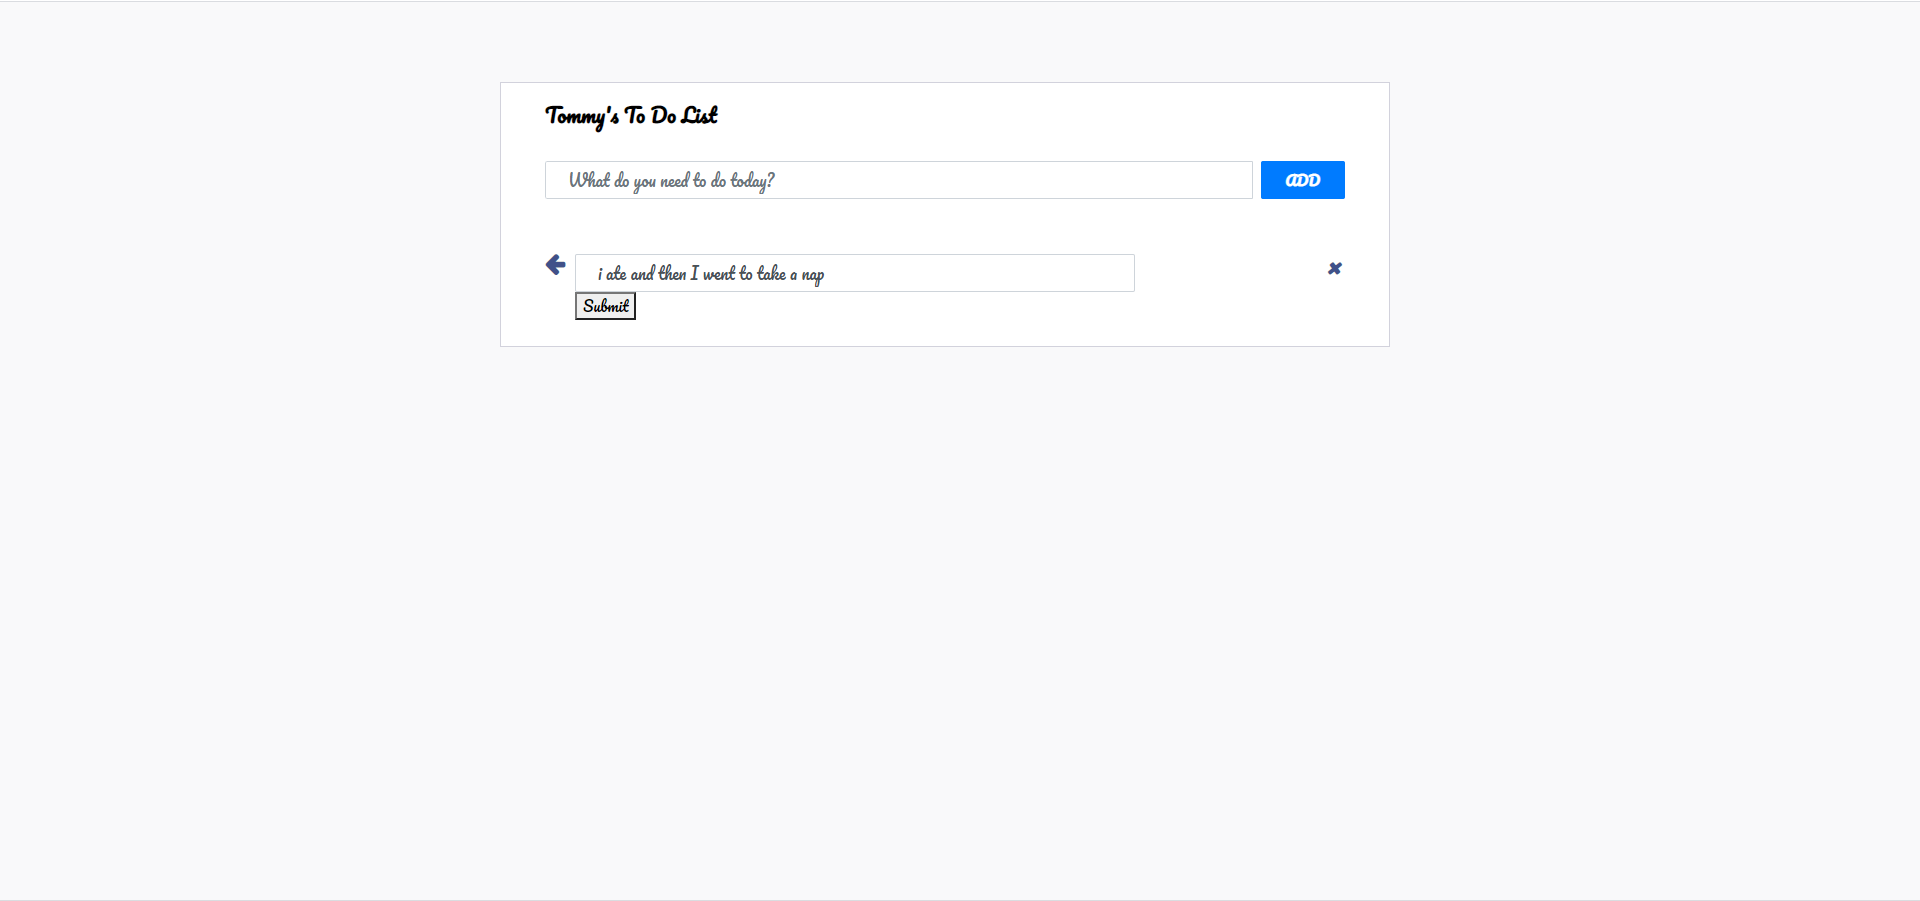 Tommy's To Do List
What do you need to do today?
ADD
i ate and then I went to take a nap
Submit